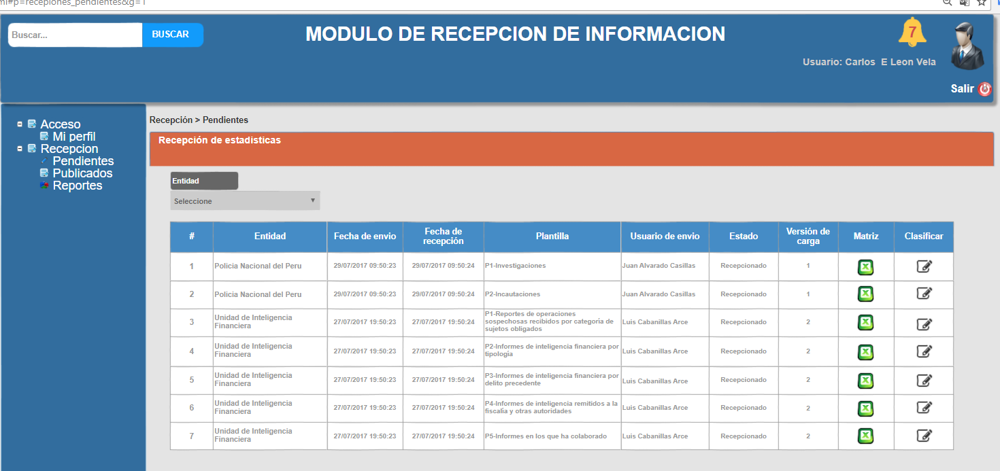 ml#p=recepiones_pendientes&g=1
Buscar...
BUSCAR
MODULO DE RECEPCION DE INFORMACION
7
Usuario: Carlos E Leon Vela
Salir
Acceso
Mi perfil
Recepcion
Pendientes
Publicados
Reportes
Recepción > Pendientes
Recepción de estadísticas
Entidad
Seleccione
# Entidad Fecha de envio Fecha de recepción Plantilla Usuario de envio Estado Versión de carga Matriz Clasificar
1 Policia Nacional del Peru 29/07/2017 09:50:23 29/07/2017 09:50:24 P1-Investigaciones Juan Alvarado Casillas Recepcionado 1
2 Policia Nacional del Peru 29/07/2017 09:50:23 29/07/2017 09:50:24 P2-Incautaciones Juan Alvarado Casillas Recepcionado 1
3 Unidad de Inteligencia Financiera 27/07/2017 19:50:23 27/07/2017 19:50:24 P1-Reportes de operaciones sospechosas recibidos por categoria de sujetos obligados Luis Cabanillas Arce Recepcionado 2
4 Unidad de Inteligencia Financiera 27/07/2017 19:50:23 27/07/2017 19:50:24 P2-Informes de inteligencia financiera por tipologia Luis Cabanillas Arce Recepcionado 2
5 Unidad de Inteligencia Financiera 27/07/2017 19:50:23 27/07/2017 19:50:24 P3-Informes de inteligencia financiera por delito precedente Luis Cabanillas Arce Recepcionado 2
6 Unidad de Inteligencia Financiera 27/07/2017 19:50:23 27/07/2017 19:50:24 P4-Informes de inteligencia remitidos a la fiscalía y otras autoridades Luis Cabanillas Arce Recepcionado 2
7 Unidad de Inteligencia Financiera 27/07/2017 19:50:23 27/07/2017 19:50:24 P5-Informes en los que ha colaborado Luis Cabanillas Arce Recepcionado 2